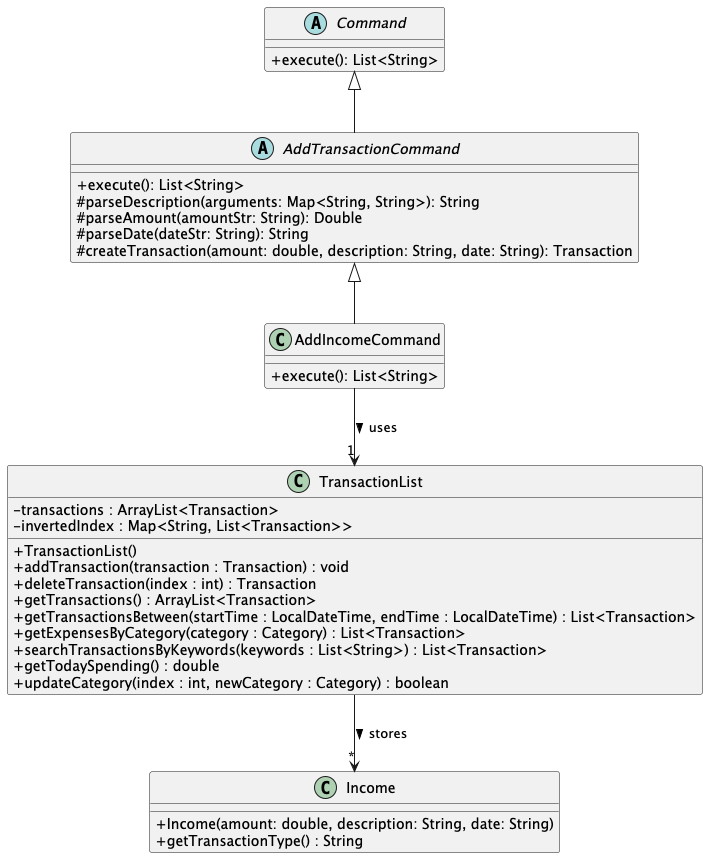 A Command
+execute(): List<String>
A AddTransactionCommand
+execute(): List<String>
#parseDescription(arguments: Map<String, String>): String
#parseAmount(amountStr: String): Double
#parseDate(dateStr: String): String
#createTransaction(amount: double, description: String, date: String): Transaction
C AddIncomeCommand
+execute(): List<String>
uses
1
C TransactionList
-transactions : ArrayList<Transaction>
-invertedIndex : Map<String, List<Transaction>>
+TransactionList()
+addTransaction(transaction : Transaction) : void
+deleteTransaction(index : int) : Transaction
+getTransactions() : ArrayList<Transaction>
+getTransactionsBetween(startTime : LocalDateTime, endTime : LocalDateTime) : List<Transaction>
+getExpensesByCategory(category : Category) : List<Transaction>
+searchTransactionsByKeywords(keywords : List<String>) : List<Transaction>
+getTodaySpending() : double
+updateCategory(index : int, newCategory : Category) : boolean
stores
*
C Income
+Income(amount: double, description: String, date: String)
+getTransactionType() : String